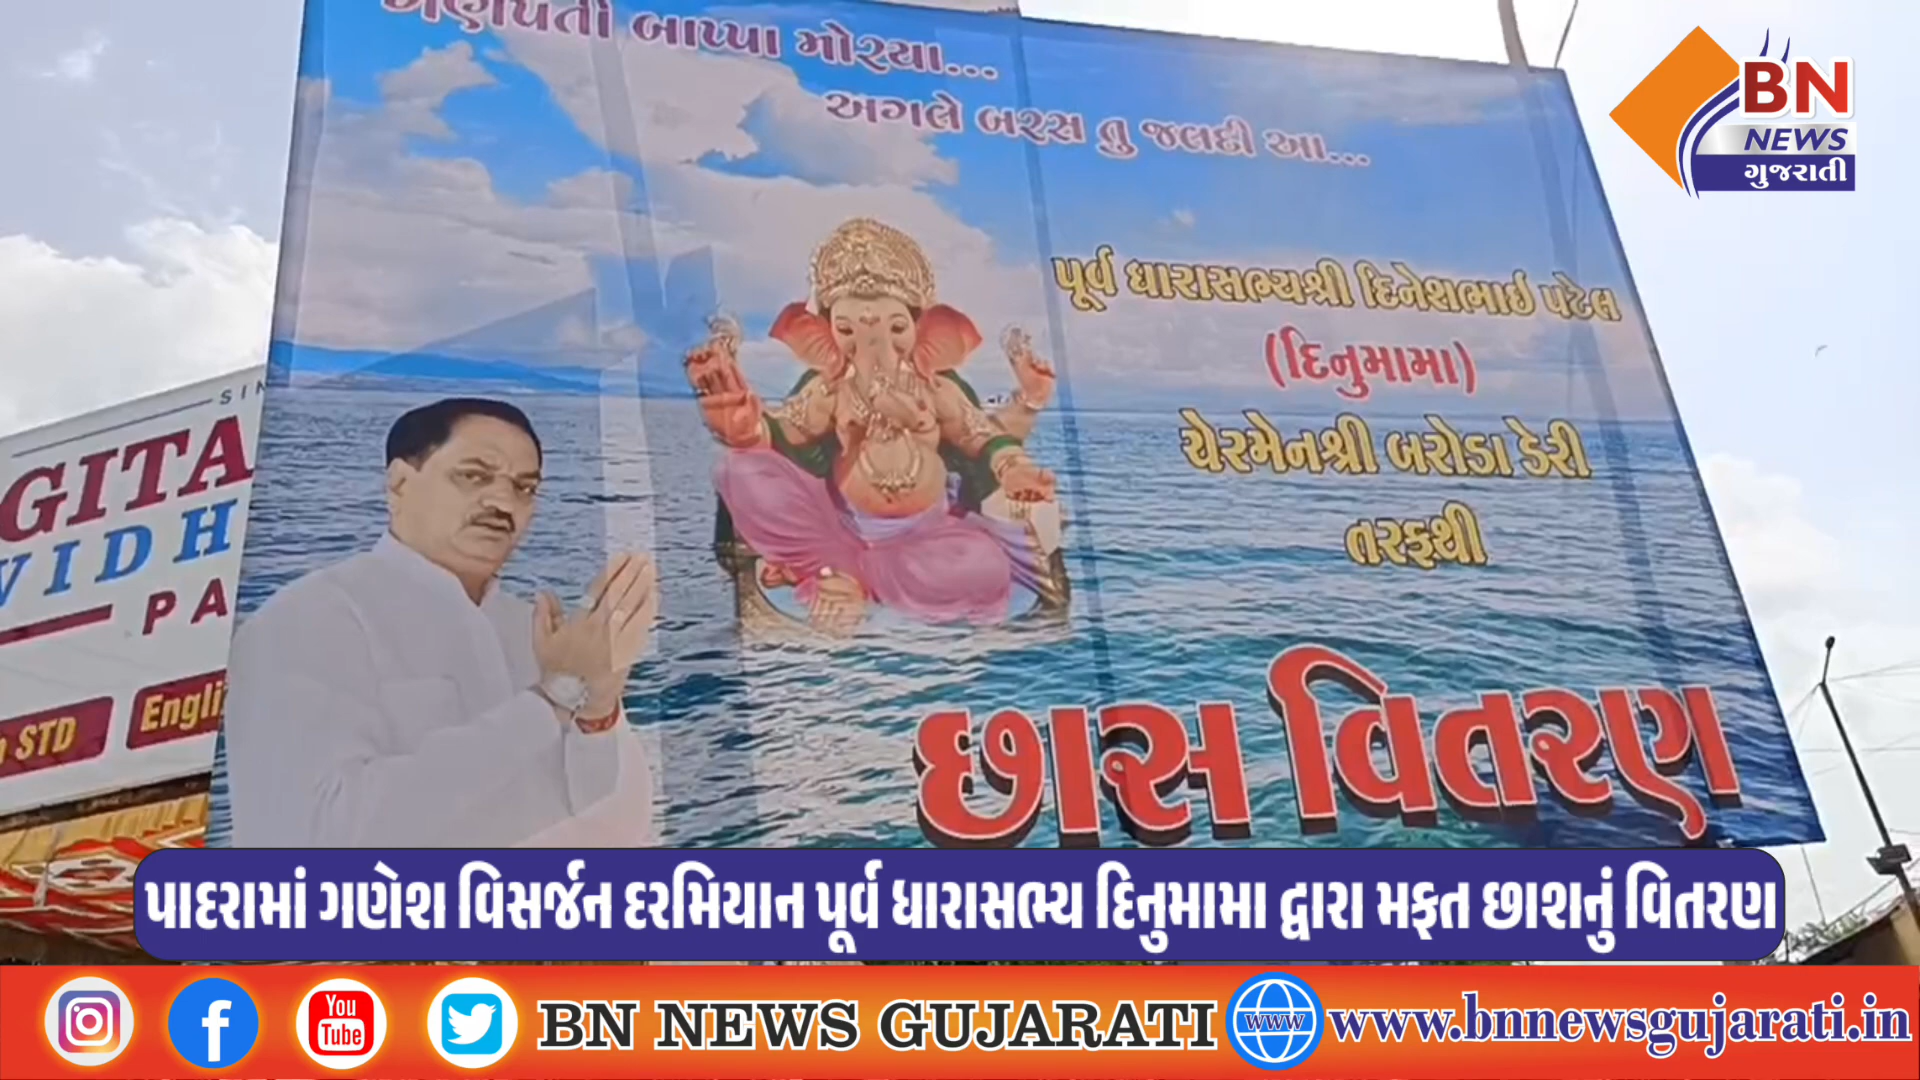 ગણપતી બાપ્પા મોરયા...
અગલે બરસ તુ જલદી આ...
BN
NEWS
ગુજરાતી
પૂર્વ ધારાસભ્યશ્રી દિનેશભાઈ પટેલ
(દિનુમામા)
ચેરમેનશ્રી બરોડા ડેરી
તરફથી
છાસ વિતરણ
GITA
VIDH
PA
STD
Engli
પાદરામાં ગણેશ વિસર્જન દરમિયાન પૂર્વ ધારાસભ્ય દિનુમામા દ્વારા મફત છાશનું વિતરણ
You
Tube
BN NEWS GUJARATI
www
www.bnnewsgujarati.in